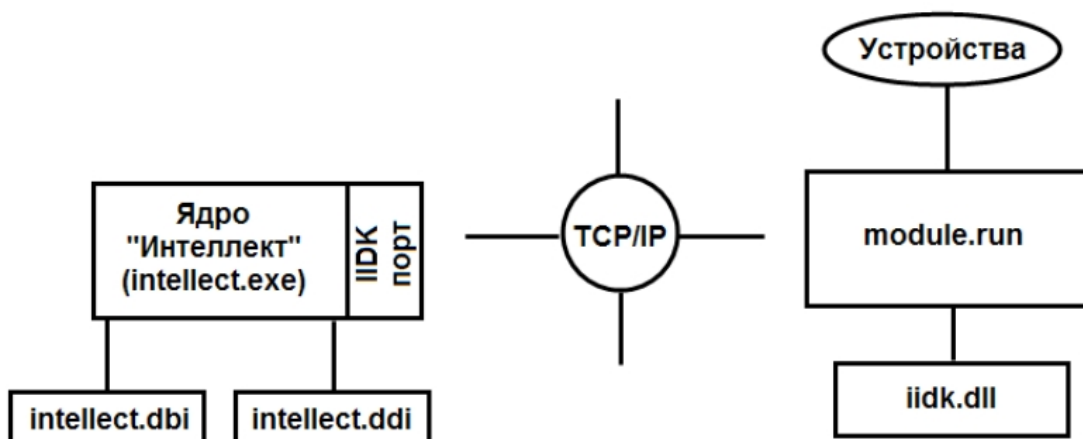 Устройства
Ядро
"Интеллект"
(intellect.exe)
IIDK
порт
TCP/IP
module.run
intellect.dbi
intellect.ddi
iidk.dll